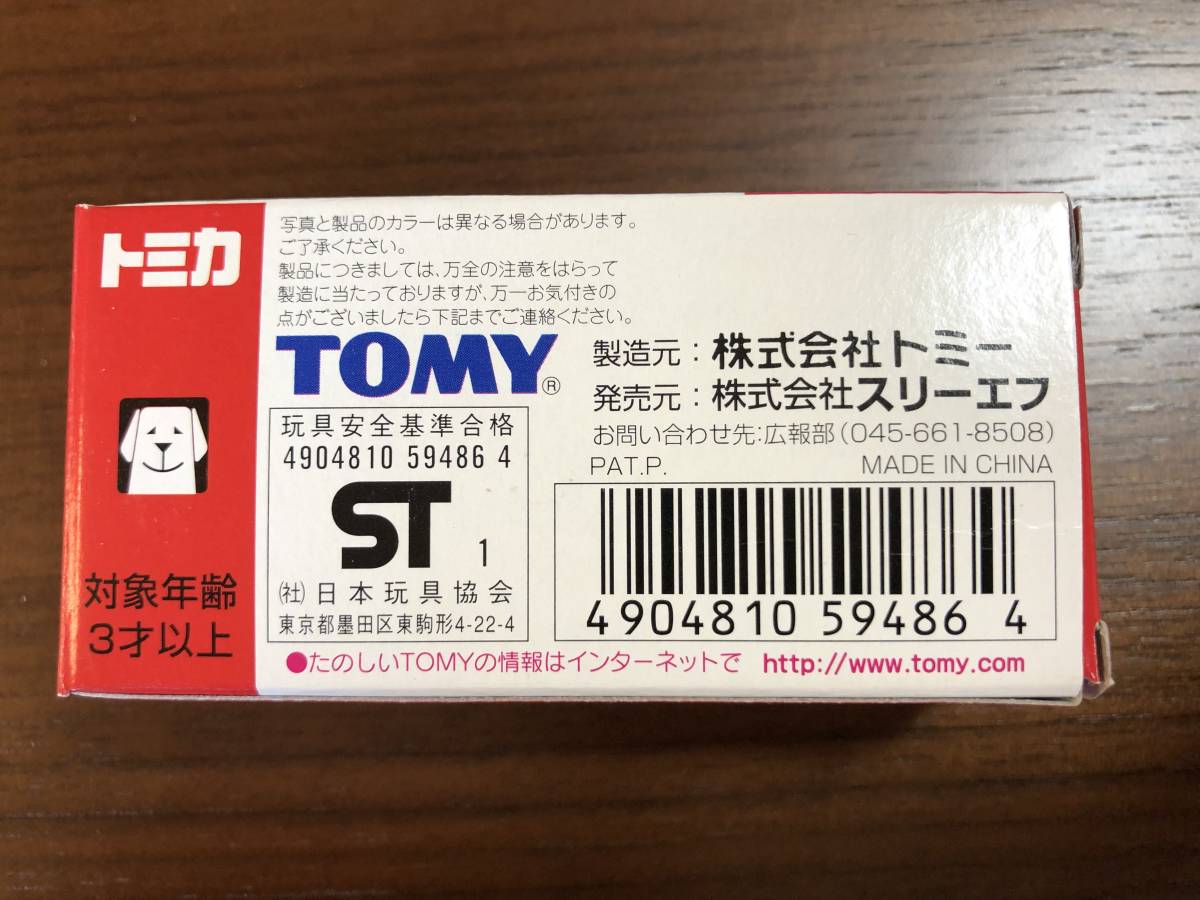 トミカ
対象年齢
3才以上
写真と製品のカラーは異なる場合があります。
ご了承ください。
製品につきましては、万全の注意をはらって
製造に当たっておりますが、万一お気付きの
点がございましたら下記までご連絡ください。
TOMY®
製造元：株式会社トミー
発売元：株式会社スリーエフ
お問い合わせ先:広報部(045-661-8508)
PAT.P. MADE IN CHINA
玩具安全基準合格
4904810 59486 4
ST 1
(社)日本玩具協会
東京都墨田区東駒形4-22-4
4 904810 59486 4
●たのしいTOMYの情報はインターネットで http://www.tomy.com